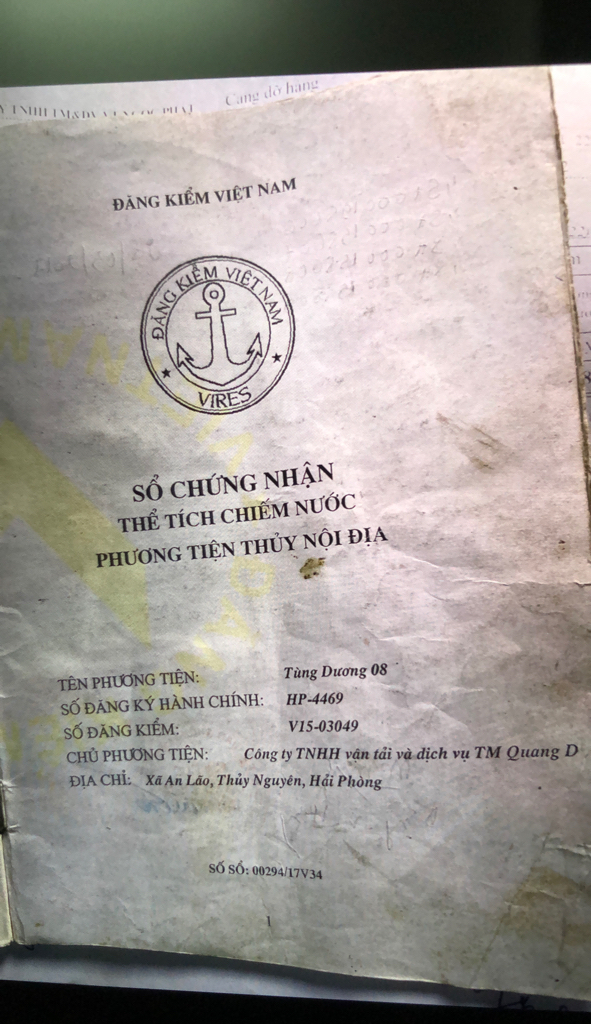 Cang dỡ hàng
ĐĂNG KIỂM VIỆT NAM
ĐĂNG KIỂM VIỆT NAM
VIRES
SỔ CHỨNG NHẬN
THỂ TÍCH CHIẾM NƯỚC
PHƯƠNG TIỆN THỦY NỘI ĐỊA
TÊN PHƯƠNG TIỆN: Tùng Dương 08
SỐ ĐĂNG KÝ HÀNH CHÍNH: HP-4469
SỐ ĐĂNG KIỂM: V15-03049
CHỦ PHƯƠNG TIỆN: Công ty TNHH vận tải và dịch vụ TM Quang D
ĐỊA CHỈ: Xã An Lão, Thủy Nguyên, Hải Phòng
SỐ SỔ: 00294/17V34
1